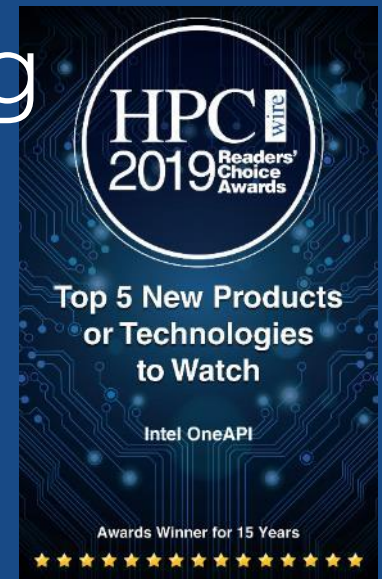 g
HPC wire
2019 Readers'
Choice
Awards
Top 5 New Products
or Technologies
to Watch
Intel OneAPI
Awards Winner for 15 Years